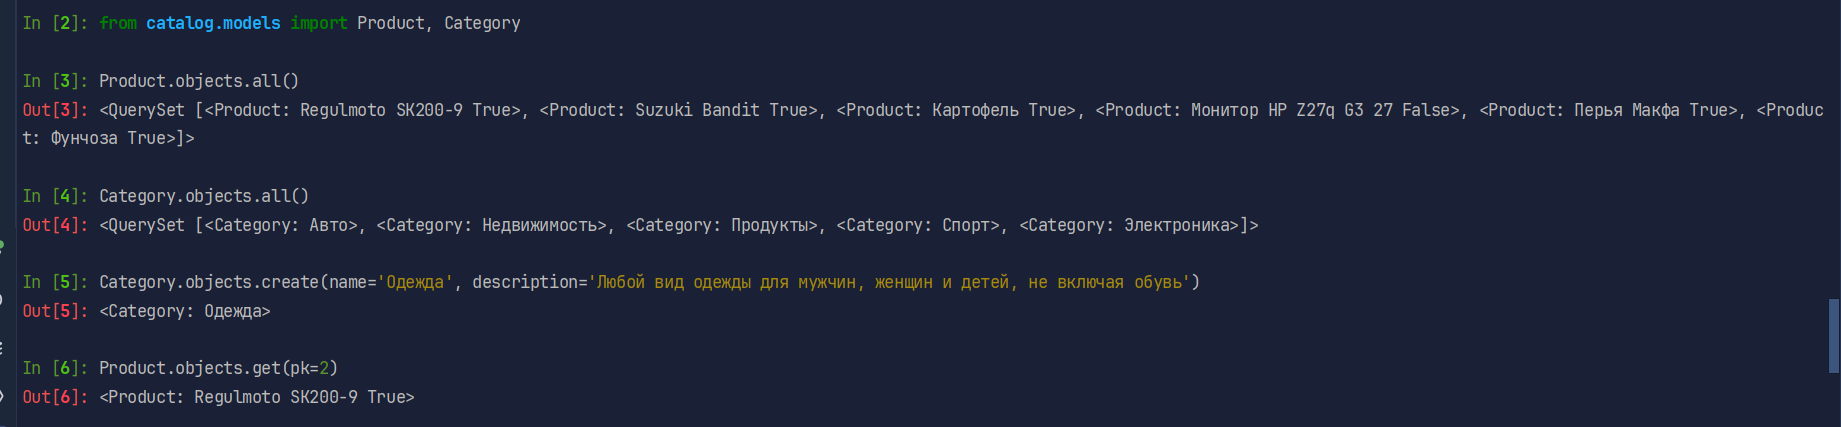 In [2]: from catalog.models import Product, Category
In [3]: Product.objects.all()
Out[3]: <QuerySet [<Product: Regulmoto SK200-9 True>, <Product: Suzuki Bandit True>, <Product: Картофель True>, <Product: Монитор HP Z27q G3 27 False>, <Product: Перья Макфа True>, <Produc
t: Фунчоза True>]>
In [4]: Category.objects.all()
Out[4]: <QuerySet [<Category: Авто>, <Category: Недвижимость>, <Category: Продукты>, <Category: Спорт>, <Category: Электроника>]>
In [5]: Category.objects.create(name='Одежда', description='Любой вид одежды для мужчин, женщин и детей, не включая обувь')
Out[5]: <Category: Одежда>
In [6]: Product.objects.get(pk=2)
Out[6]: <Product: Regulmoto SK200-9 True>